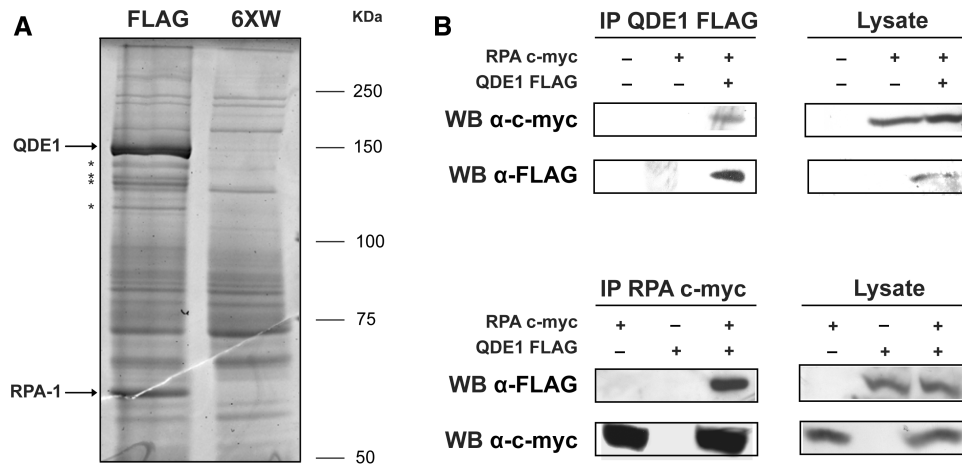 A
FLAG 6XW KDa
250
QDE1 150
*
*
*
*
100
75
RPA-1
50
B
IP QDE1 FLAG Lysate
RPA c-myc – + + – + +
QDE1 FLAG – – + – – +
WB α-c-myc
WB α-FLAG
IP RPA c-myc Lysate
RPA c-myc + – + + – +
QDE1 FLAG – + + – + +
WB α-FLAG
WB α-c-myc